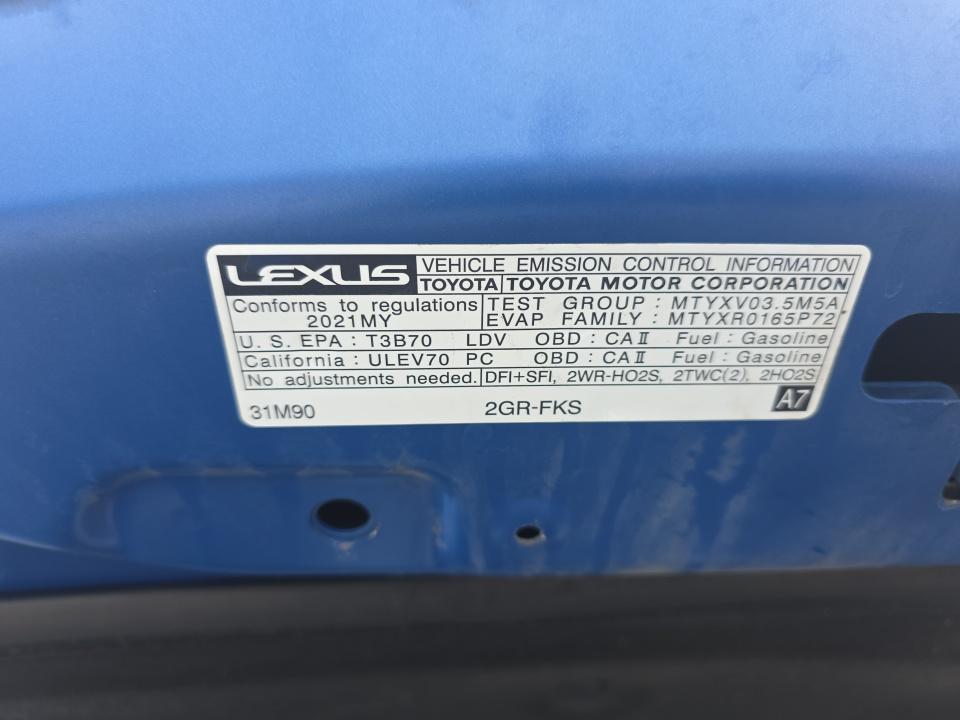 LEXUS VEHICLE EMISSION CONTROL INFORMATION
TOYOTA TOYOTA MOTOR CORPORATION
Conforms to regulations TEST GROUP : MTYXV03.5M5A
2021MY EVAP FAMILY : MTYXR0165P72
U. S. EPA : T3B70 LDV OBD : CAⅡ Fuel : Gasoline
California : ULEV70 PC OBD : CAⅡ Fuel : Gasoline
No adjustments needed. DFI+SFI, 2WR-HO2S, 2TWC(2), 2HO2S
31M90 2GR-FKS A7